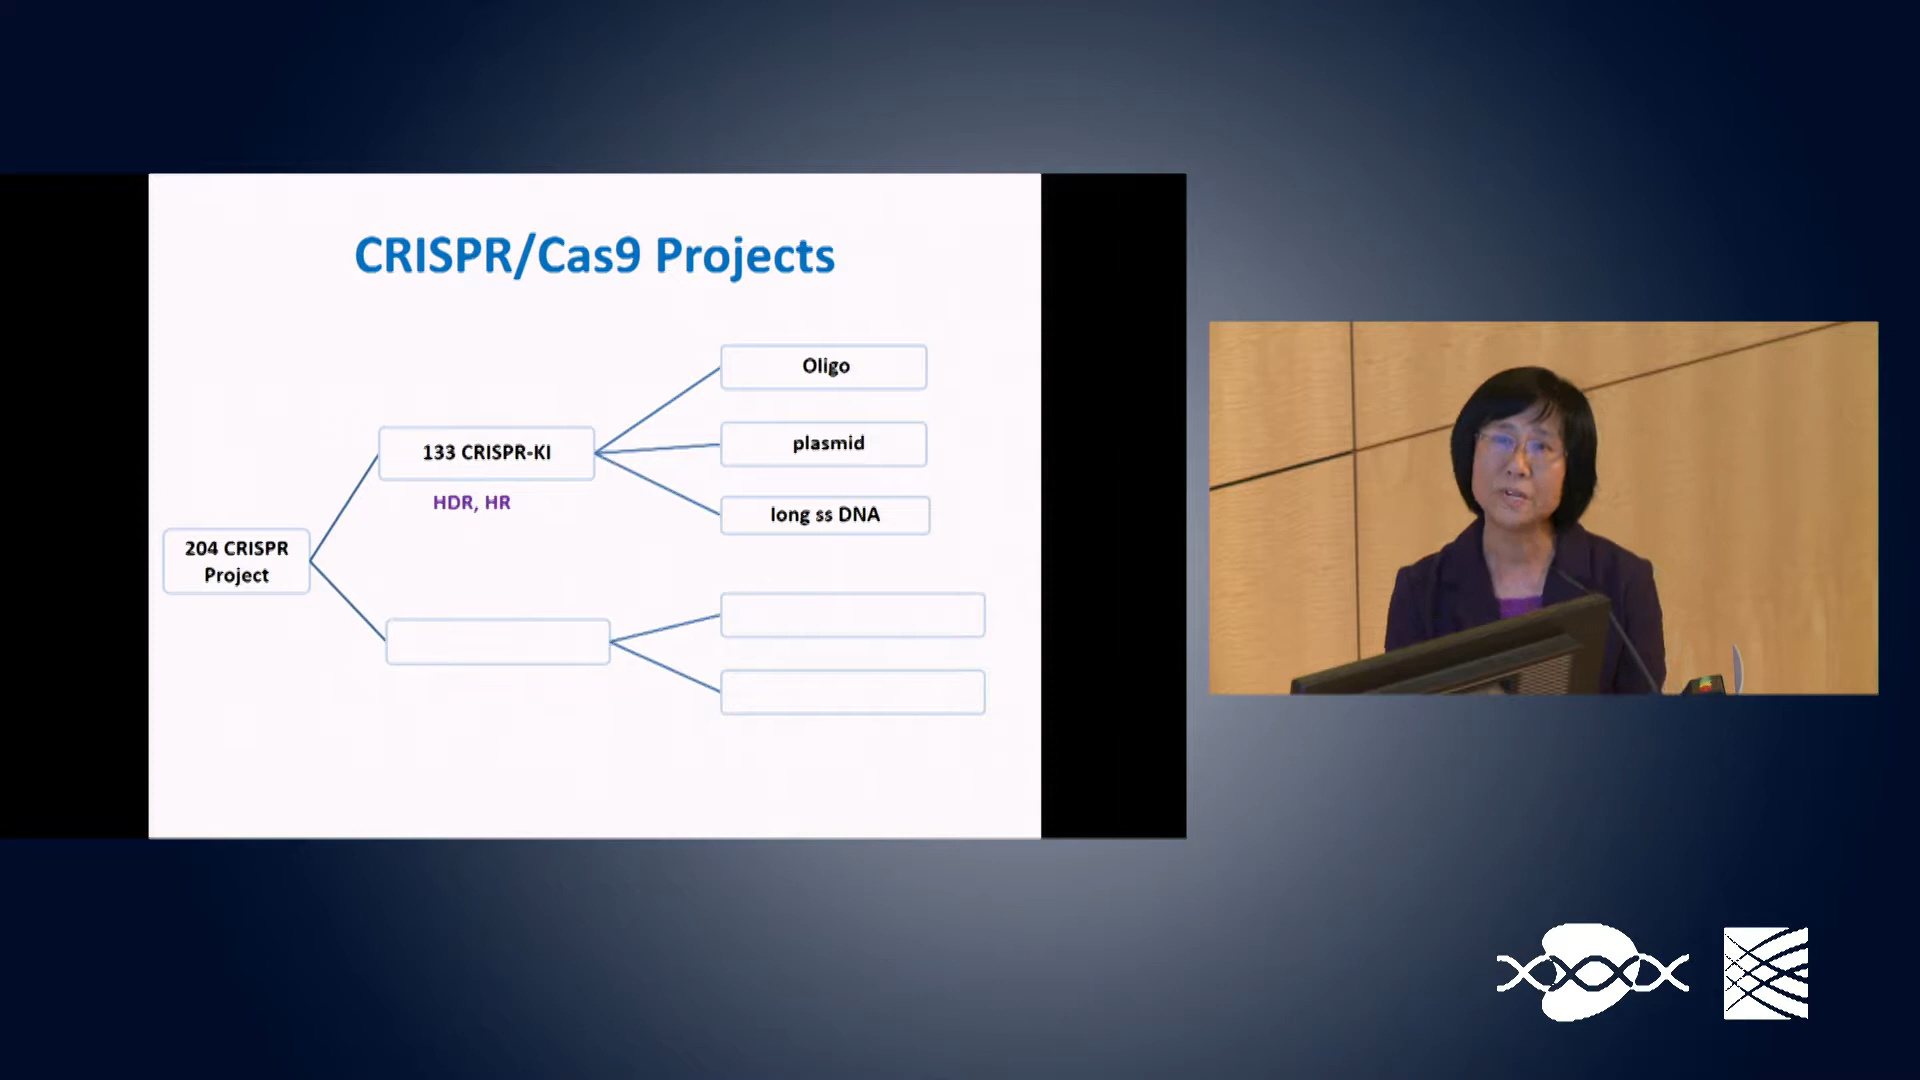 CRISPR/Cas9 Projects
Oligo
133 CRISPR-KI
plasmid
HDR, HR
long ss DNA
204 CRISPR
Project